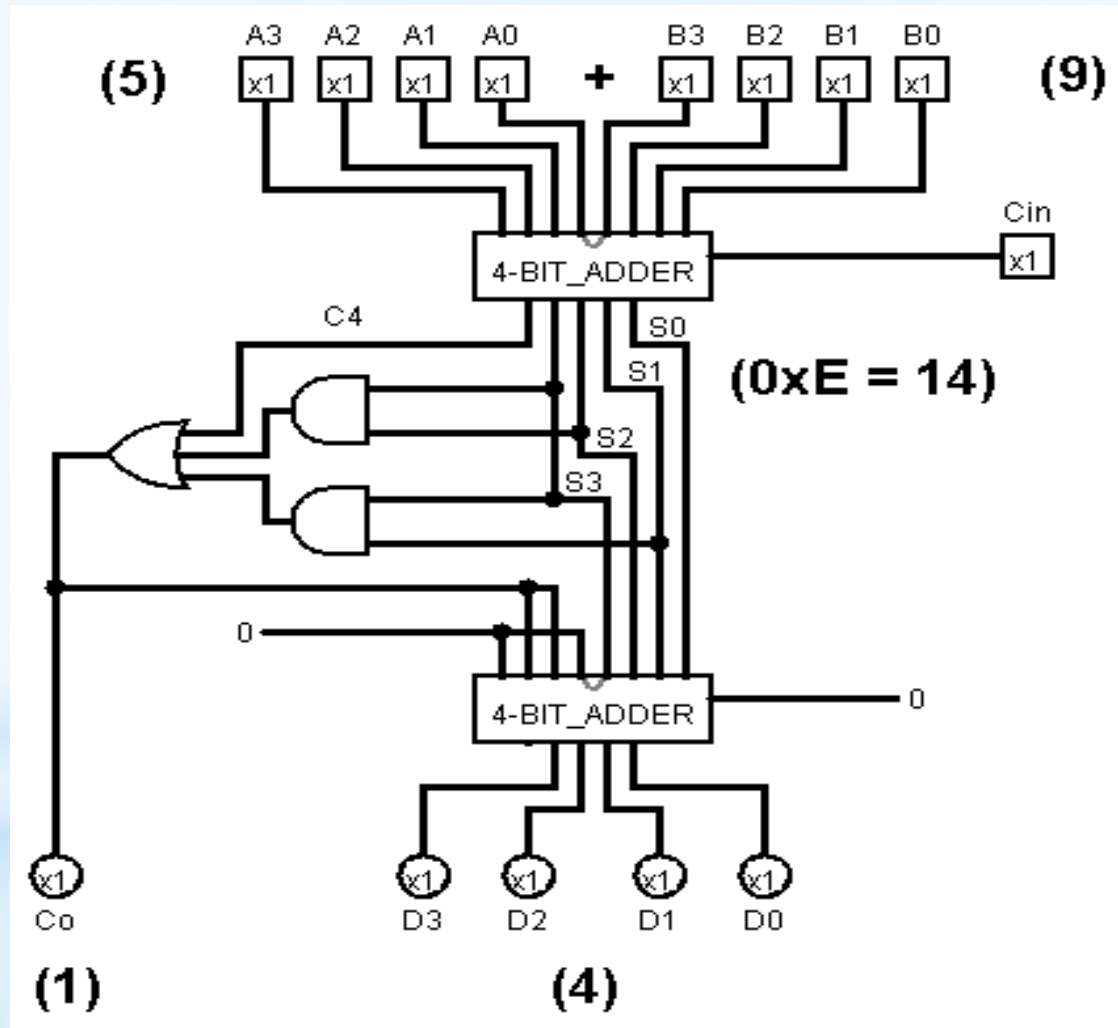 A3 A2 A1 A0 B3 B2 B1 B0
(5) x1 x1 x1 x1 + x1 x1 x1 x1 (9)
Cin
x1
4-BIT_ADDER
C4 S0
S1 (0xE = 14)
S2
S3
0
0
4-BIT_ADDER
x1 x1 x1 x1 x1
Co D3 D2 D1 D0
(1) (4)